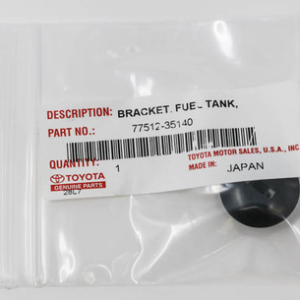 DESCRIPTION: BRACKET, FUEL TANK,
PART NO.: 77512-35140
QUANTITY: 1
TOYOTA MOTOR SALES, U.S.A., INC
MADE IN: JAPAN
TOYOTA
GENUINE PARTS